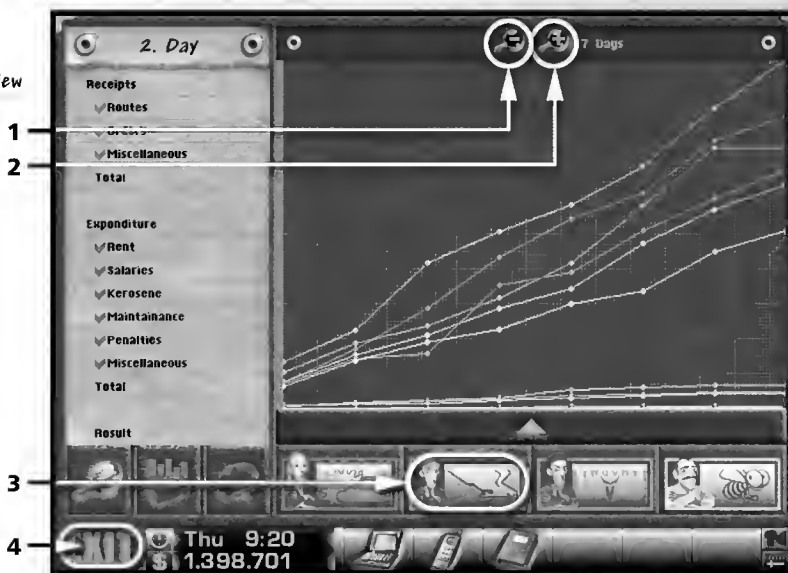 2. Day
7 Days
ew
Receipts
Routes
1
2
Miscellaneous
Total
Expenditure
Rent
Salaries
Kerosene
Maintainance
Penalties
Miscellaneous
Total
Result
3
4
EXIT
Thu 9:20
$ 1.398.701